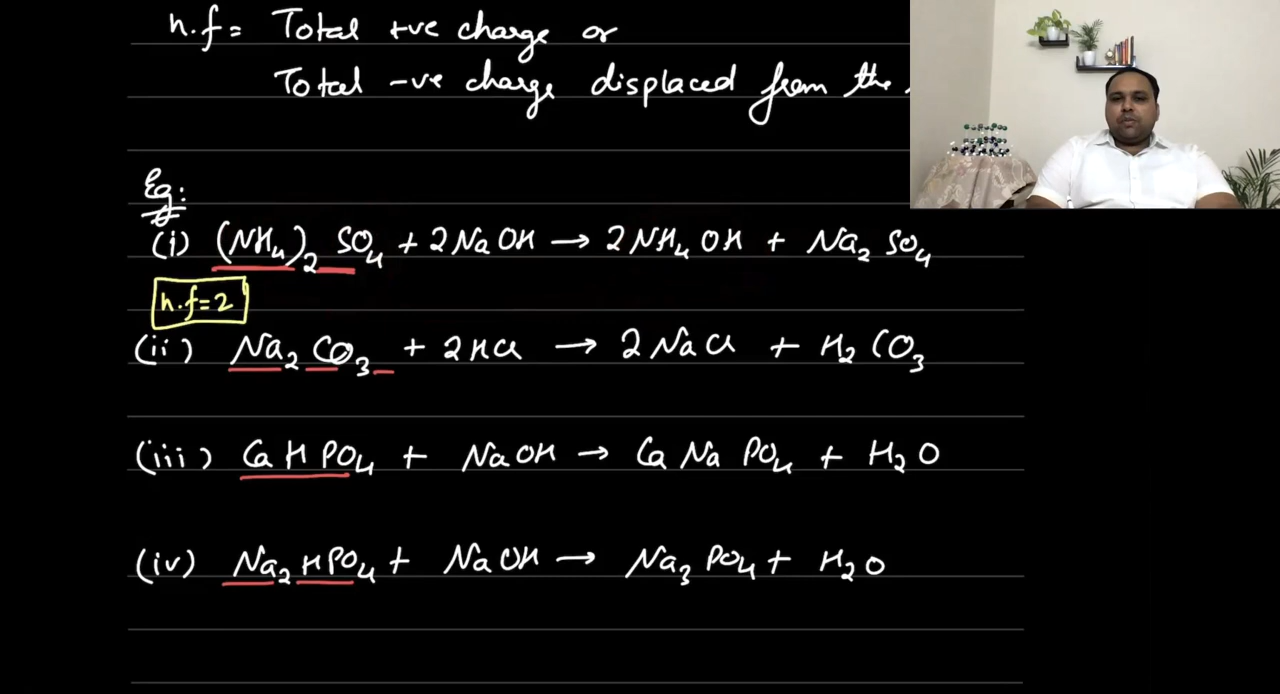 n.f = Total +ve charge or
Total -ve charge displaced from the
Eg:
(i) (NH₄)₂ SO₄ + 2NaOH → 2NH₄OH + Na₂SO₄
n.f=2
(ii) Na₂CO₃ + 2HCl → 2NaCl + H₂CO₃
(iii) CaHPO₄ + NaOH → CaNaPO₄ + H₂O
(iv) Na₂HPO₄ + NaOH → Na₃PO₄ + H₂O